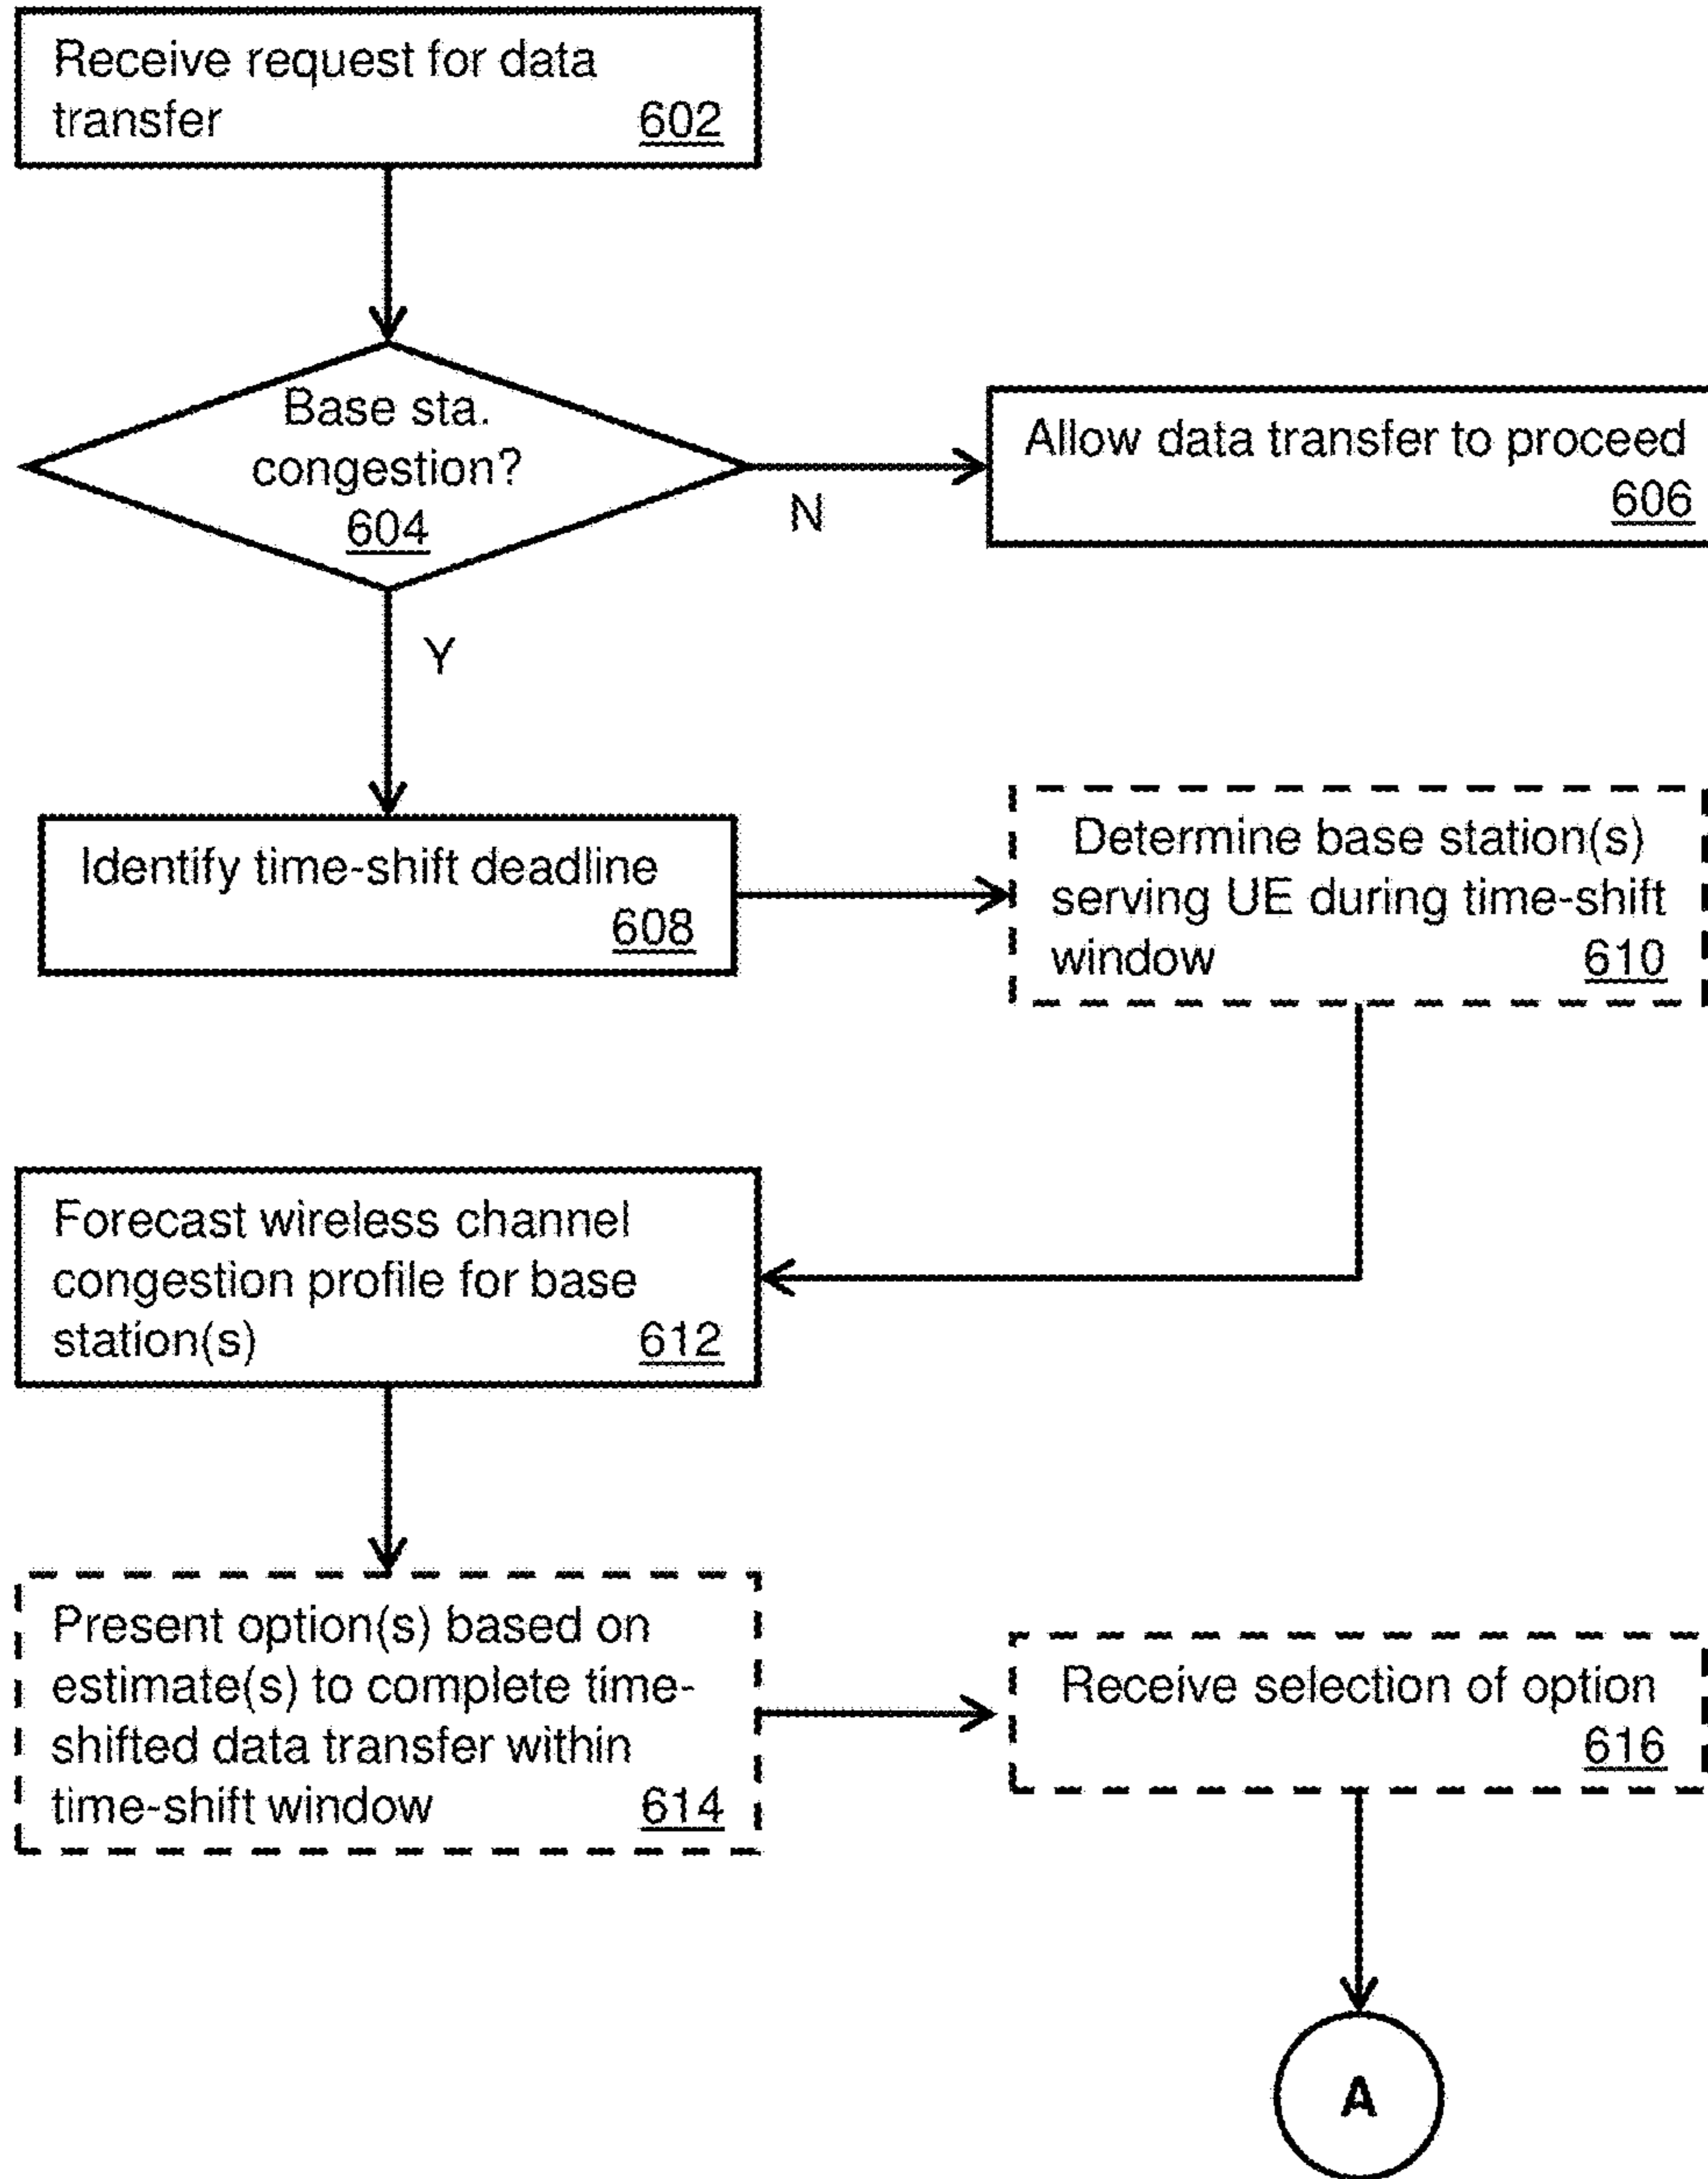 Receive request for data
transfer 602
Base sta.
congestion?
604
N
Allow data transfer to proceed
606
Y
Identify time-shift deadline
608
Determine base station(s)
serving UE during time-shift
window 610
Forecast wireless channel
congestion profile for base
station(s) 612
Present option(s) based on
estimate(s) to complete time-
shifted data transfer within
time-shift window 614
Receive selection of option
616
A